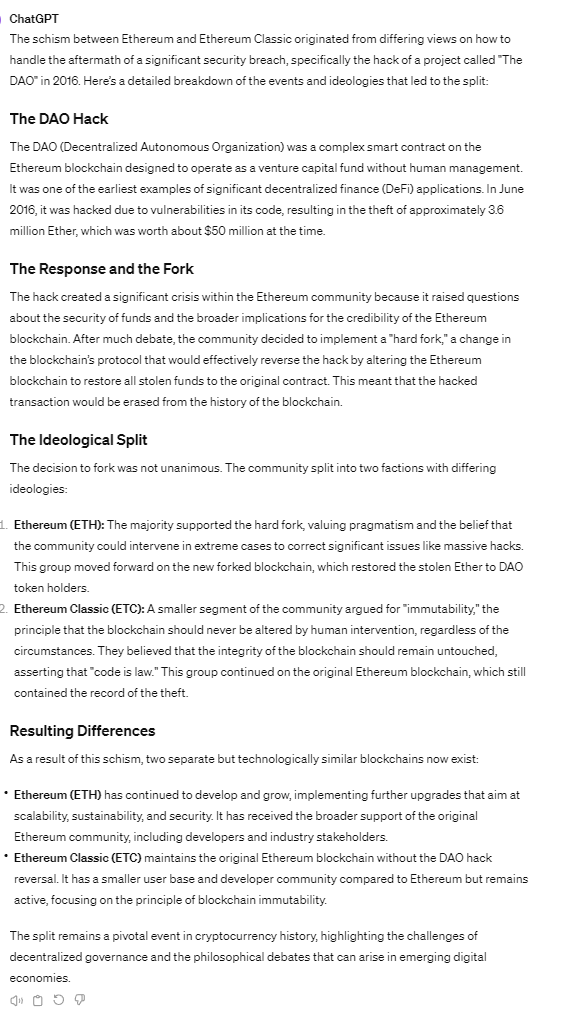 ChatGPT
The schism between Ethereum and Ethereum Classic originated from differing views on how to
handle the aftermath of a significant security breach, specifically the hack of a project called "The
DAO" in 2016. Here's a detailed breakdown of the events and ideologies that led to the split:
The DAO Hack
The DAO (Decentralized Autonomous Organization) was a complex smart contract on the
Ethereum blockchain designed to operate as a venture capital fund without human management.
It was one of the earliest examples of significant decentralized finance (DeFi) applications. In June
2016, it was hacked due to vulnerabilities in its code, resulting in the theft of approximately 3.6
million Ether, which was worth about $50 million at the time.
The Response and the Fork
The hack created a significant crisis within the Ethereum community because it raised questions
about the security of funds and the broader implications for the credibility of the Ethereum
blockchain. After much debate, the community decided to implement a "hard fork," a change in
the blockchain's protocol that would effectively reverse the hack by altering the Ethereum
blockchain to restore all stolen funds to the original contract. This meant that the hacked
transaction would be erased from the history of the blockchain.
The Ideological Split
The decision to fork was not unanimous. The community split into two factions with differing
ideologies:
1. Ethereum (ETH): The majority supported the hard fork, valuing pragmatism and the belief that
the community could intervene in extreme cases to correct significant issues like massive hacks.
This group moved forward on the new forked blockchain, which restored the stolen Ether to DAO
token holders.
2. Ethereum Classic (ETC): A smaller segment of the community argued for "immutability," the
principle that the blockchain should never be altered by human intervention, regardless of the
circumstances. They believed that the integrity of the blockchain should remain untouched,
asserting that "code is law." This group continued on the original Ethereum blockchain, which still
contained the record of the theft.
Resulting Differences
As a result of this schism, two separate but technologically similar blockchains now exist:
• Ethereum (ETH) has continued to develop and grow, implementing further upgrades that aim at
scalability, sustainability, and security. It has received the broader support of the original
Ethereum community, including developers and industry stakeholders.
• Ethereum Classic (ETC) maintains the original Ethereum blockchain without the DAO hack
reversal. It has a smaller user base and developer community compared to Ethereum but remains
active, focusing on the principle of blockchain immutability.
The split remains a pivotal event in cryptocurrency history, highlighting the challenges of
decentralized governance and the philosophical debates that can arise in emerging digital
economies.